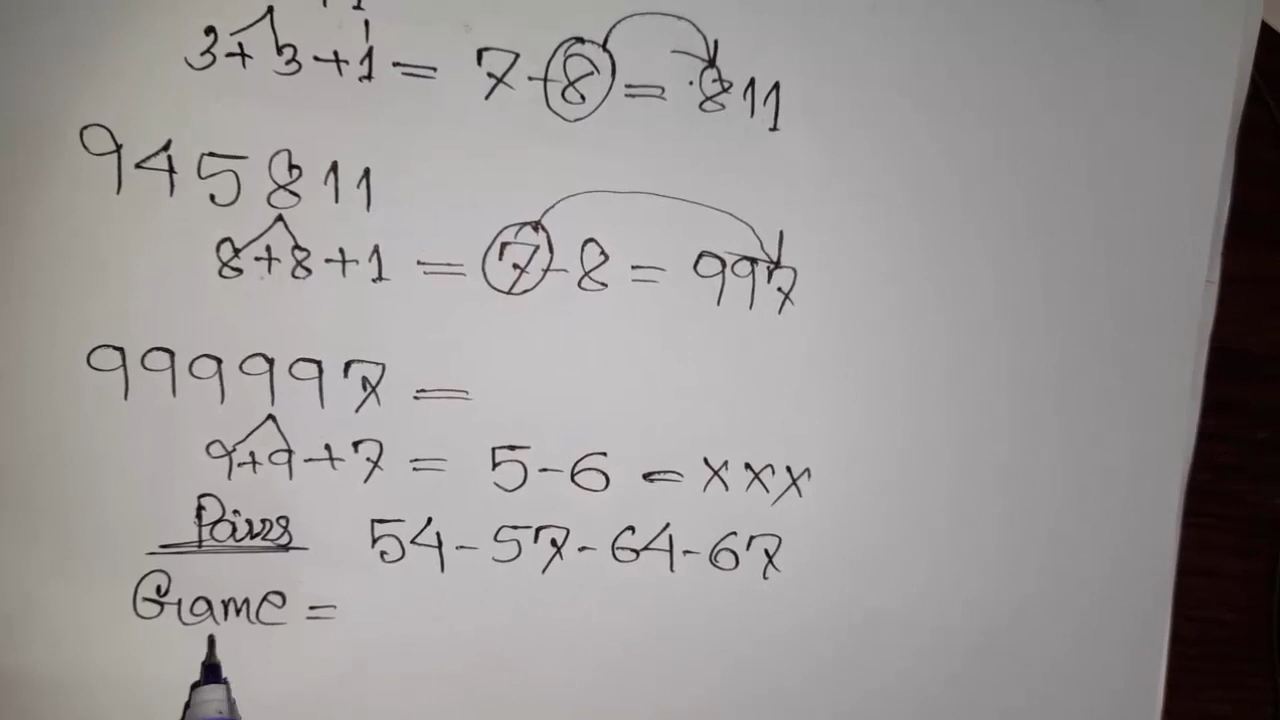 3+3+1 = 7-8 = 811
945811
8+8+1 = 7-8 = 997
999997 =
9+9+7 = 5-6 = xxx
Pairs 54-57-64-67
Game =